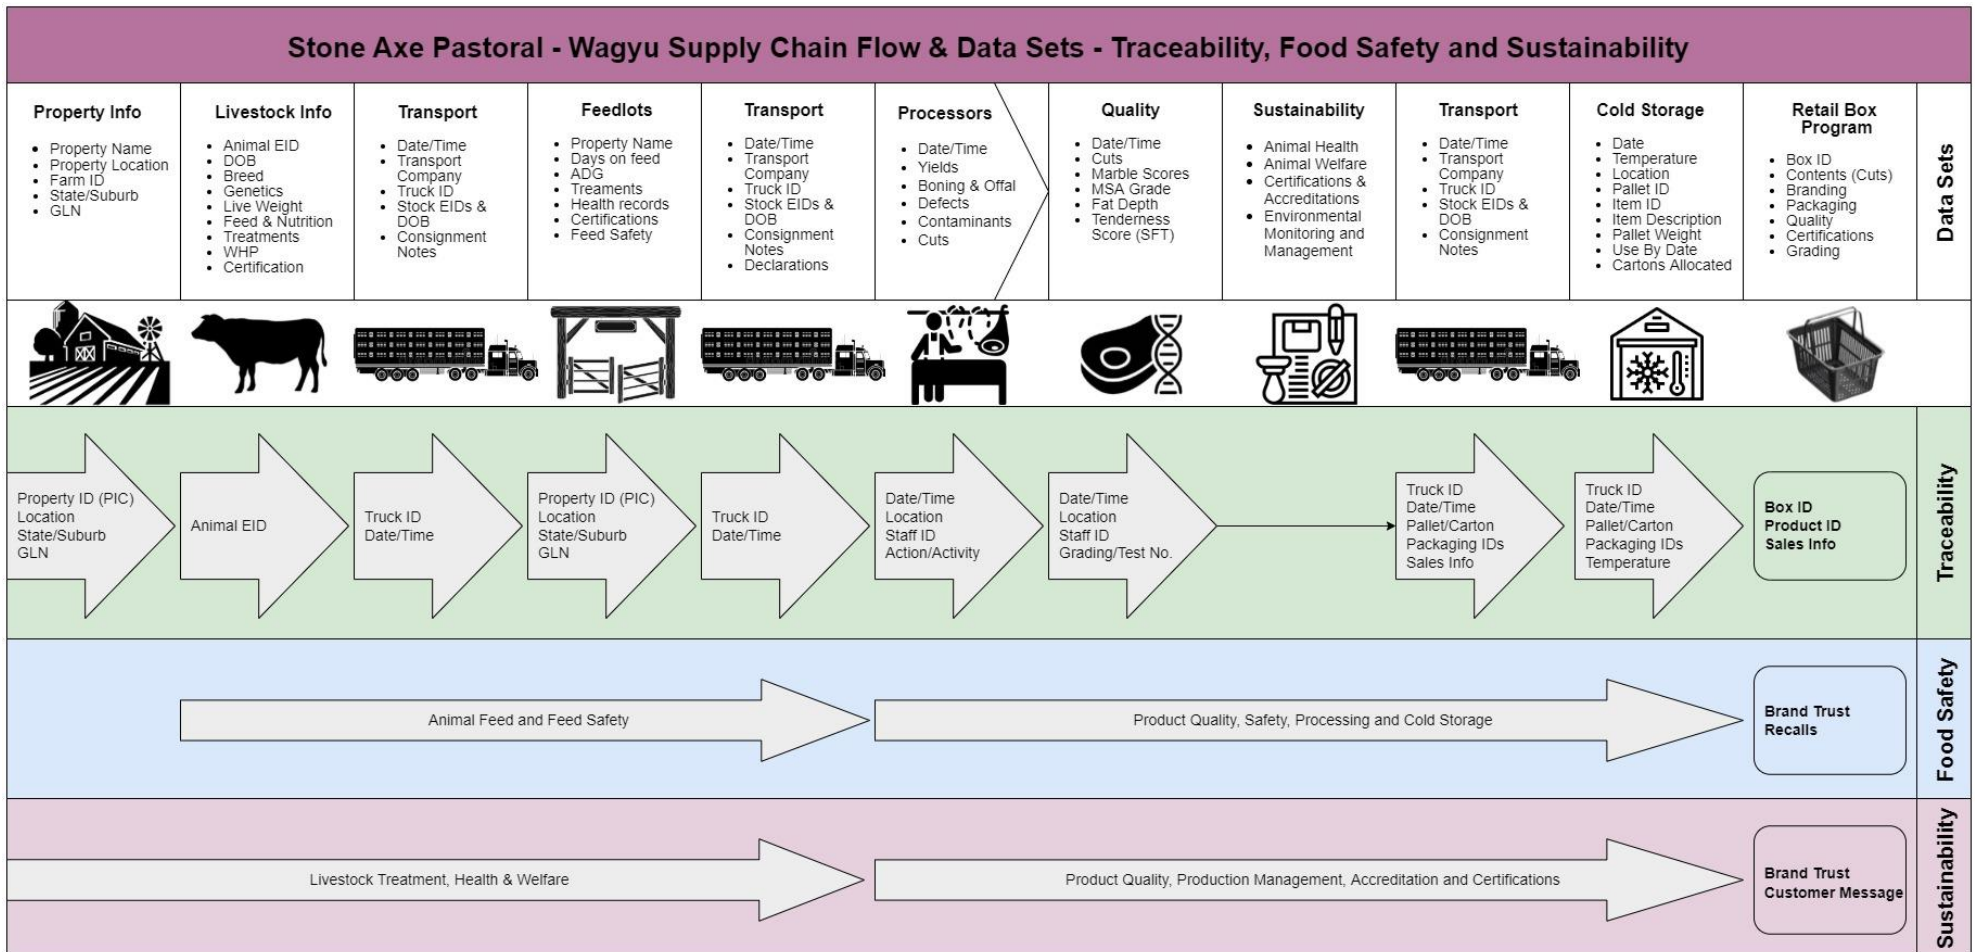 Stone Axe Pastoral - Wagyu Supply Chain Flow & Data Sets - Traceability, Food Safety and Sustainability
Property Info
• Property Name
• Property Location
• Farm ID
• State/Suburb
• GLN
Livestock Info
• Animal EID
• DOB
• Breed
• Genetics
• Live Weight
• Feed & Nutrition
• Treatments
• WHP
• Certification
Transport
• Date/Time
• Transport
Company
• Truck ID
• Stock EIDs &
DOB
• Consignment
Notes
Feedlots
• Property Name
• Days on feed
• ADG
• Treaments
• Health records
• Certifications
• Feed Safety
Transport
• Date/Time
• Transport
Company
• Truck ID
• Stock EIDs &
DOB
• Consignment
Notes
• Declarations
Processors
• Date/Time
• Yields
• Boning & Offal
• Defects
• Contaminants
• Cuts
Quality
• Date/Time
• Cuts
• Marble Scores
• MSA Grade
• Fat Depth
• Tenderness
Score (SFT)
Sustainability
• Animal Health
• Animal Welfare
• Certifications &
Accreditations
• Environmental
Monitoring and
Management
Transport
• Date/Time
• Transport
Company
• Truck ID
• Stock EIDs &
DOB
• Consignment
Notes
Cold Storage
• Date
• Temperature
• Location
• Pallet ID
• Item ID
• Item Description
• Pallet Weight
• Use By Date
• Cartons Allocated
Retail Box
Program
• Box ID
• Contents (Cuts)
• Branding
• Packaging
• Quality
• Certifications
• Grading
Data Sets
Property ID (PIC)
Location
State/Suburb
GLN
Animal EID
Truck ID
Date/Time
Property ID (PIC)
Location
State/Suburb
GLN
Truck ID
Date/Time
Date/Time
Location
Staff ID
Action/Activity
Date/Time
Location
Staff ID
Grading/Test No.
Truck ID
Date/Time
Pallet/Carton
Packaging IDs
Sales Info
Truck ID
Date/Time
Pallet/Carton
Packaging IDs
Temperature
Box ID
Product ID
Sales Info
Traceability
Animal Feed and Feed Safety
Product Quality, Safety, Processing and Cold Storage
Brand Trust
Recalls
Food Safety
Livestock Treatment, Health & Welfare
Product Quality, Production Management, Accreditation and Certifications
Brand Trust
Customer Message
Sustainability